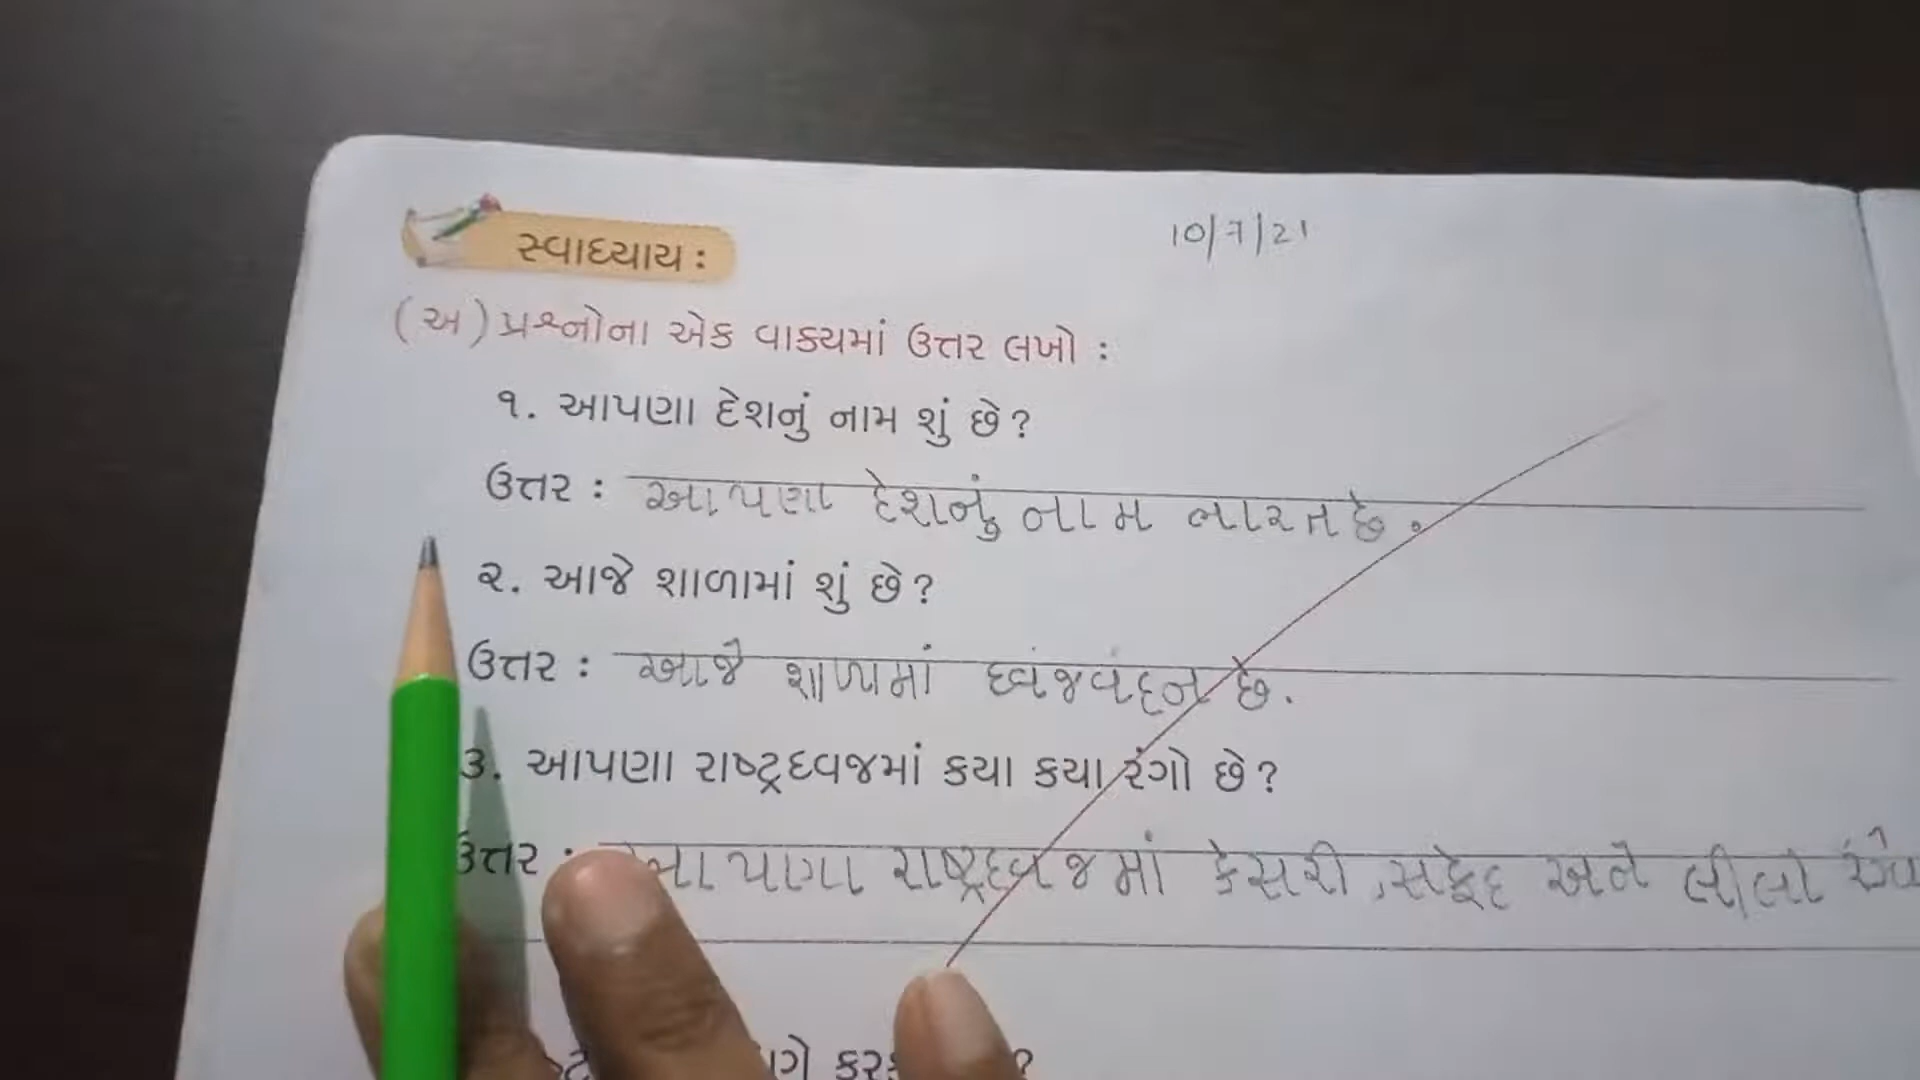 સ્વાધ્યાય :
10/7/21
(અ) પ્રશ્નોના એક વાક્યમાં ઉત્તર લખો :
૧. આપણા દેશનું નામ શું છે?
ઉત્તર : આપણા દેશનું નામ ભારત છે.
૨. આજે શાળામાં શું છે?
ઉત્તર : આજે શાળામાં ધ્વંજવંદન છે.
૩. આપણા રાષ્ટ્રધ્વજમાં કયા કયા રંગો છે?
ઉત્તર : આપણા રાષ્ટ્રધ્વજમાં કેસરી, સફેદ અને લીલો